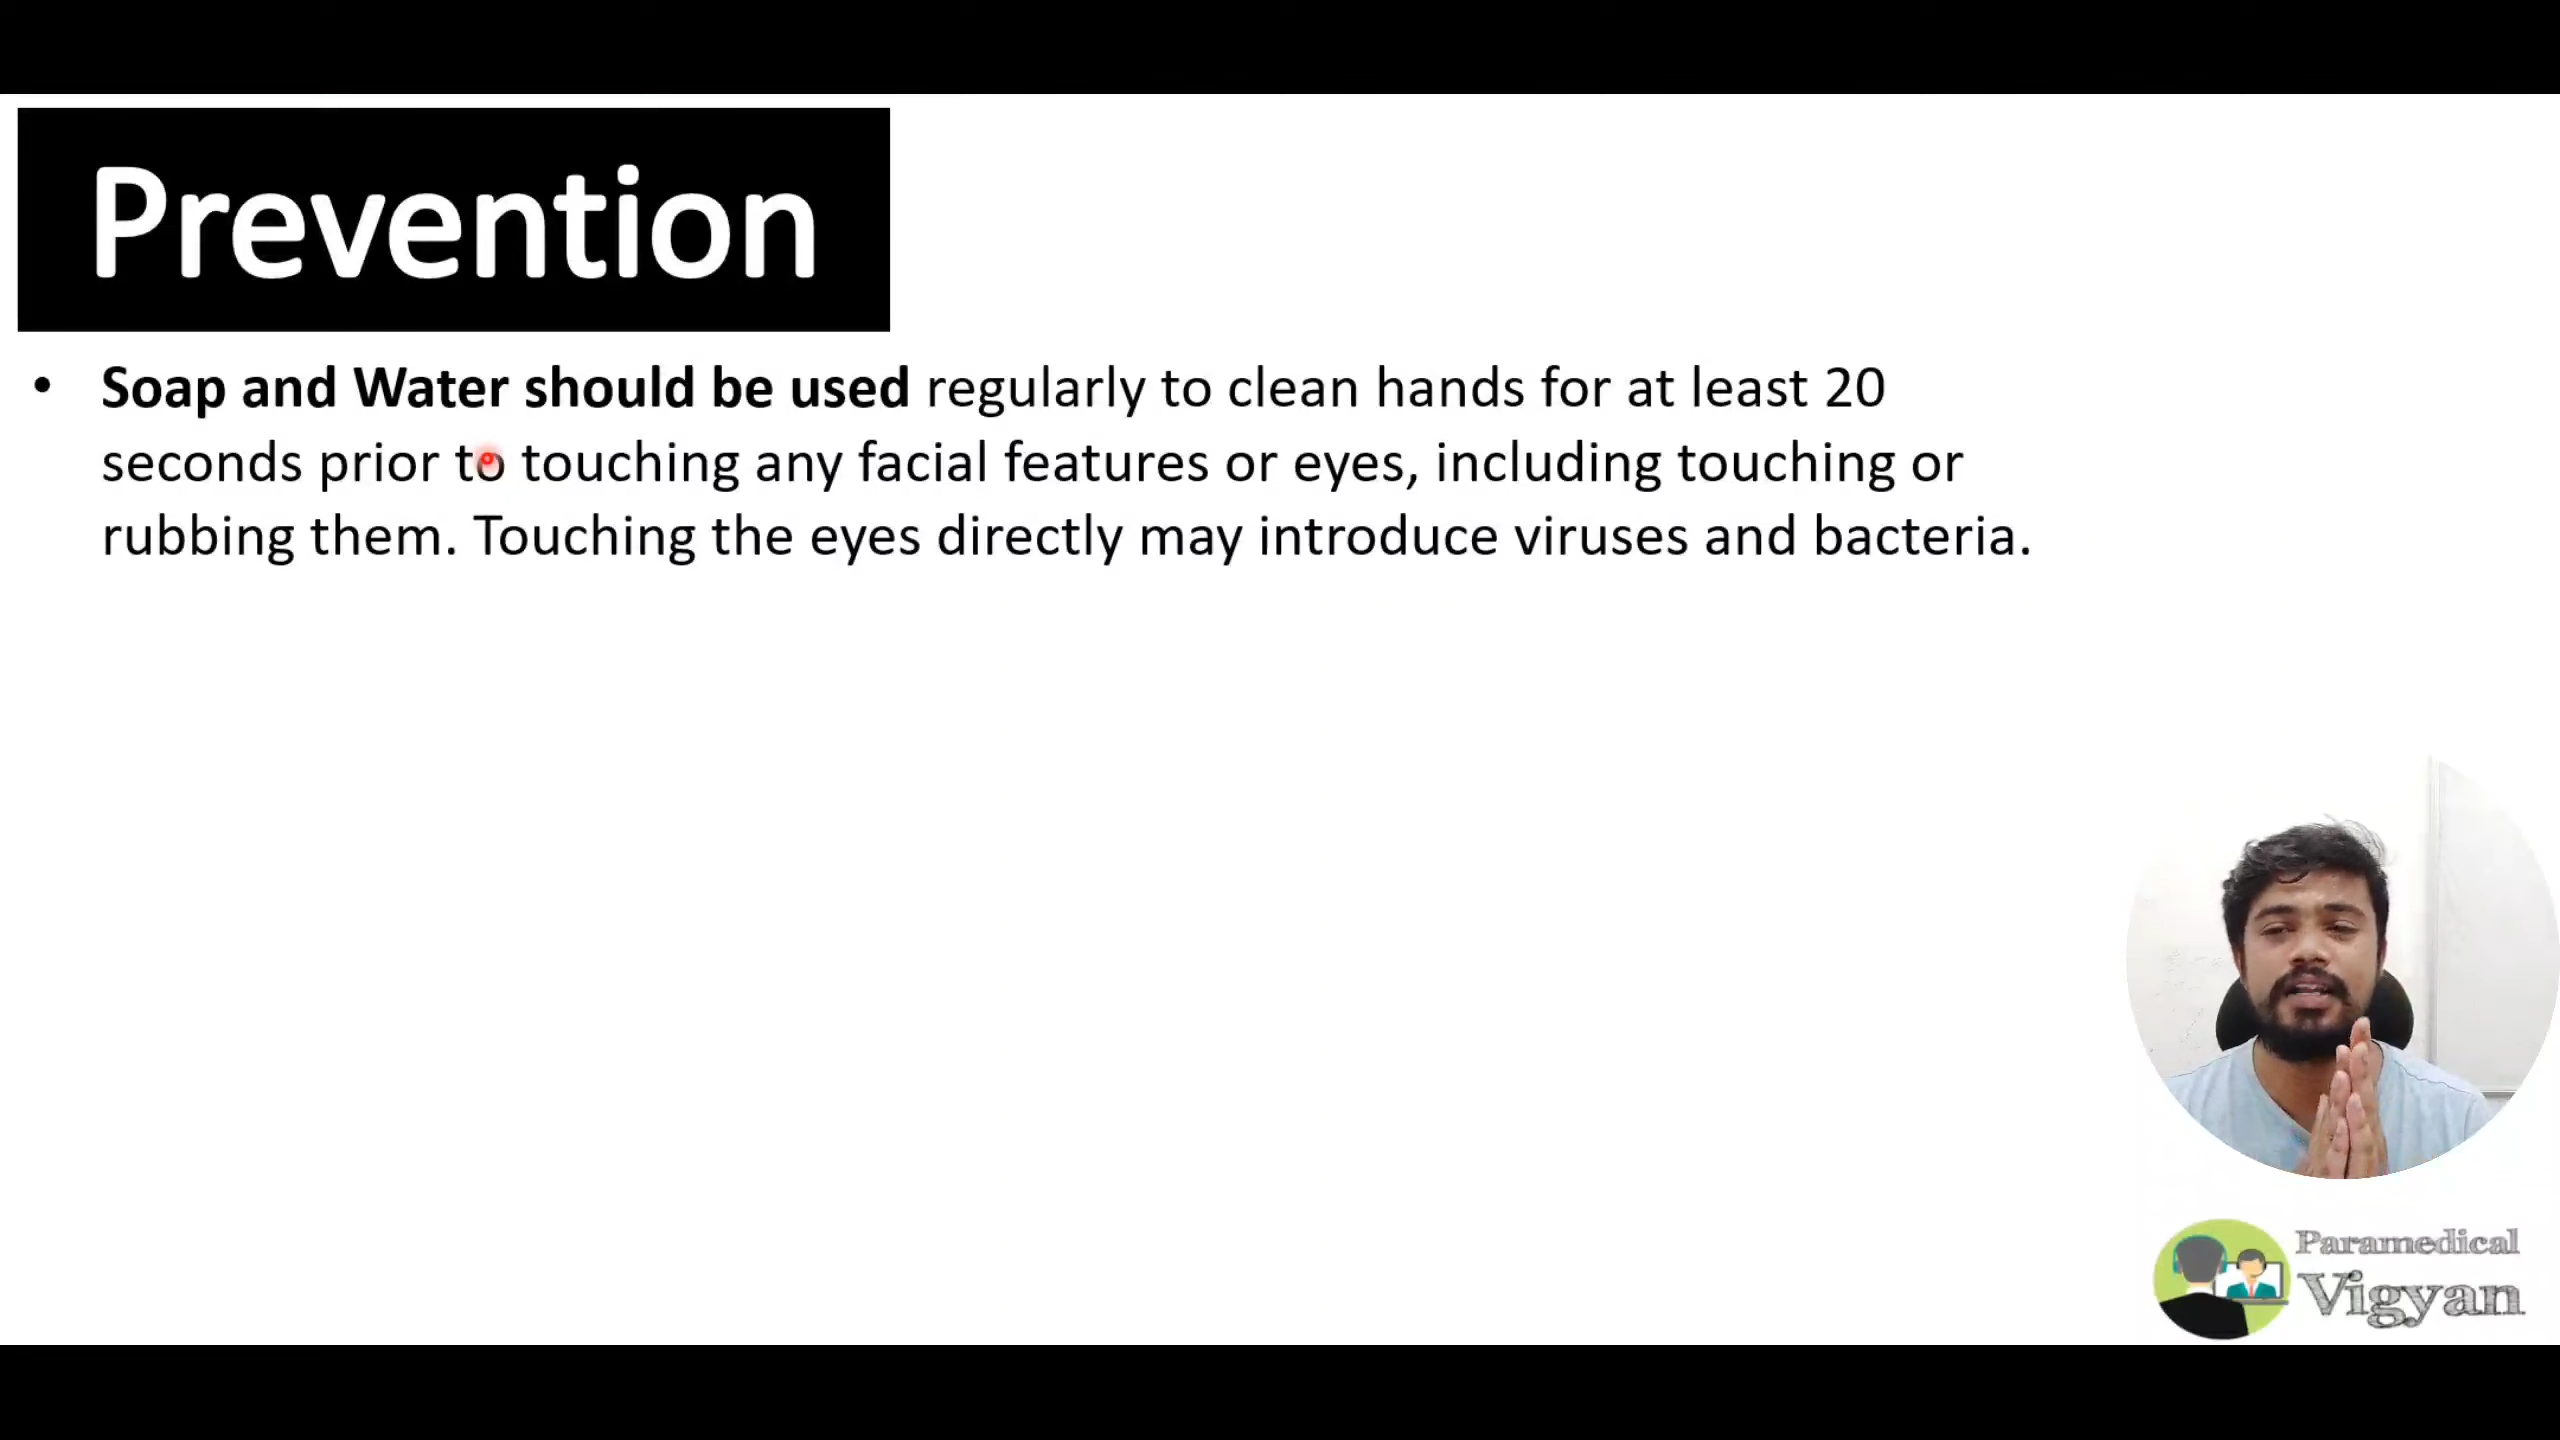 Prevention
• Soap and Water should be used regularly to clean hands for at least 20
seconds prior to touching any facial features or eyes, including touching or
rubbing them. Touching the eyes directly may introduce viruses and bacteria.
Paramedical
Vigyan